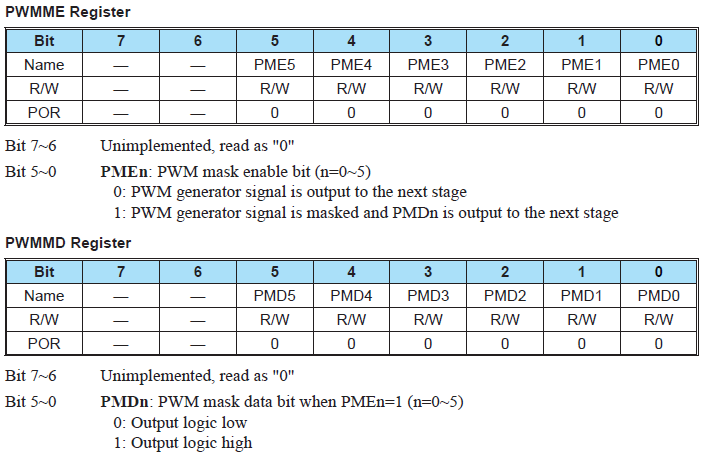 PWMME Register
Bit 7 6 5 4 3 2 1 0
Name — — PME5 PME4 PME3 PME2 PME1 PME0
R/W — — R/W R/W R/W R/W R/W R/W
POR — — 0 0 0 0 0 0
Bit 7~6 Unimplemented, read as "0"
Bit 5~0 PMEn: PWM mask enable bit (n=0~5)
0: PWM generator signal is output to the next stage
1: PWM generator signal is masked and PMDn is output to the next stage
PWMMD Register
Bit 7 6 5 4 3 2 1 0
Name — — PMD5 PMD4 PMD3 PMD2 PMD1 PMD0
R/W — — R/W R/W R/W R/W R/W R/W
POR — — 0 0 0 0 0 0
Bit 7~6 Unimplemented, read as "0"
Bit 5~0 PMDn: PWM mask data bit when PMEn=1 (n=0~5)
0: Output logic low
1: Output logic high